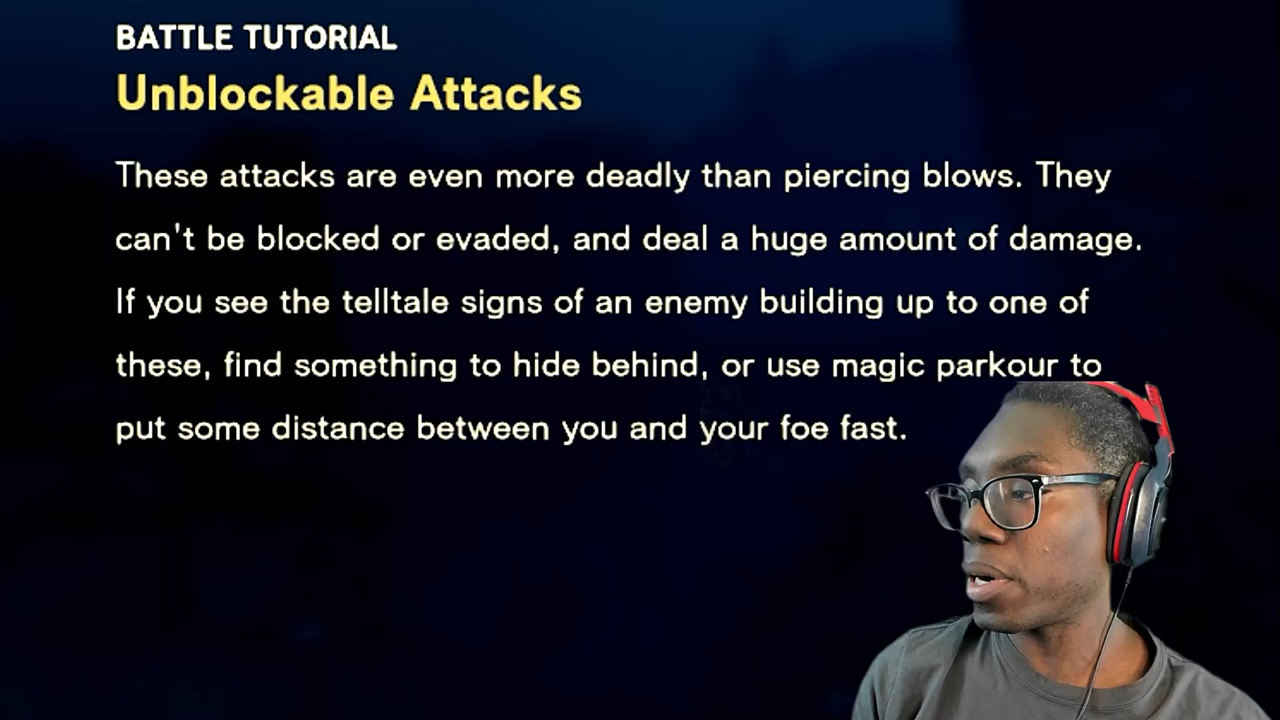 BATTLE TUTORIAL
Unblockable Attacks
These attacks are even more deadly than piercing blows. They
can't be blocked or evaded, and deal a huge amount of damage.
If you see the telltale signs of an enemy building up to one of
these, find something to hide behind, or use magic parkour to
put some distance between you and your foe fast.